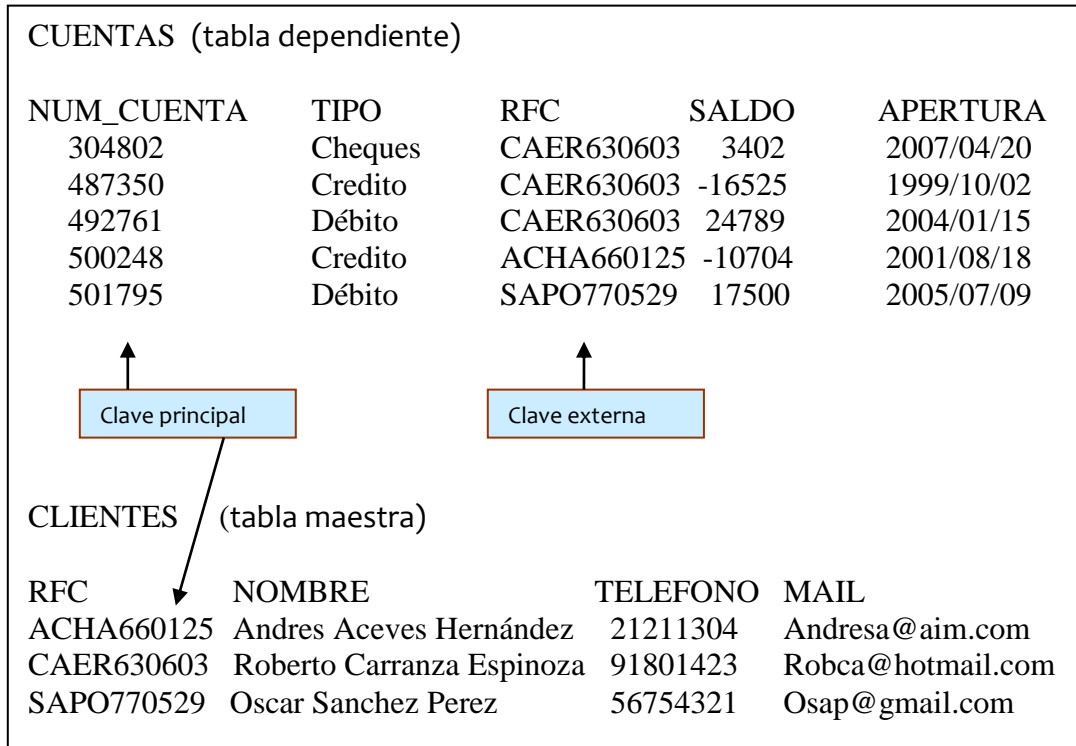 CUENTAS (tabla dependiente)
NUM_CUENTA TIPO RFC SALDO APERTURA
304802 Cheques CAER630603 3402 2007/04/20
487350 Credito CAER630603 -16525 1999/10/02
492761 Débito CAER630603 24789 2004/01/15
500248 Credito ACHA660125 -10704 2001/08/18
501795 Débito SAPO770529 17500 2005/07/09
Clave principal Clave externa
CLIENTES (tabla maestra)
RFC NOMBRE TELEFONO MAIL
ACHA660125 Andres Aceves Hernández 21211304 Andresa@aim.com
CAER630603 Roberto Carranza Espinoza 91801423 Robca@hotmail.com
SAPO770529 Oscar Sanchez Perez 56754321 Osap@gmail.com